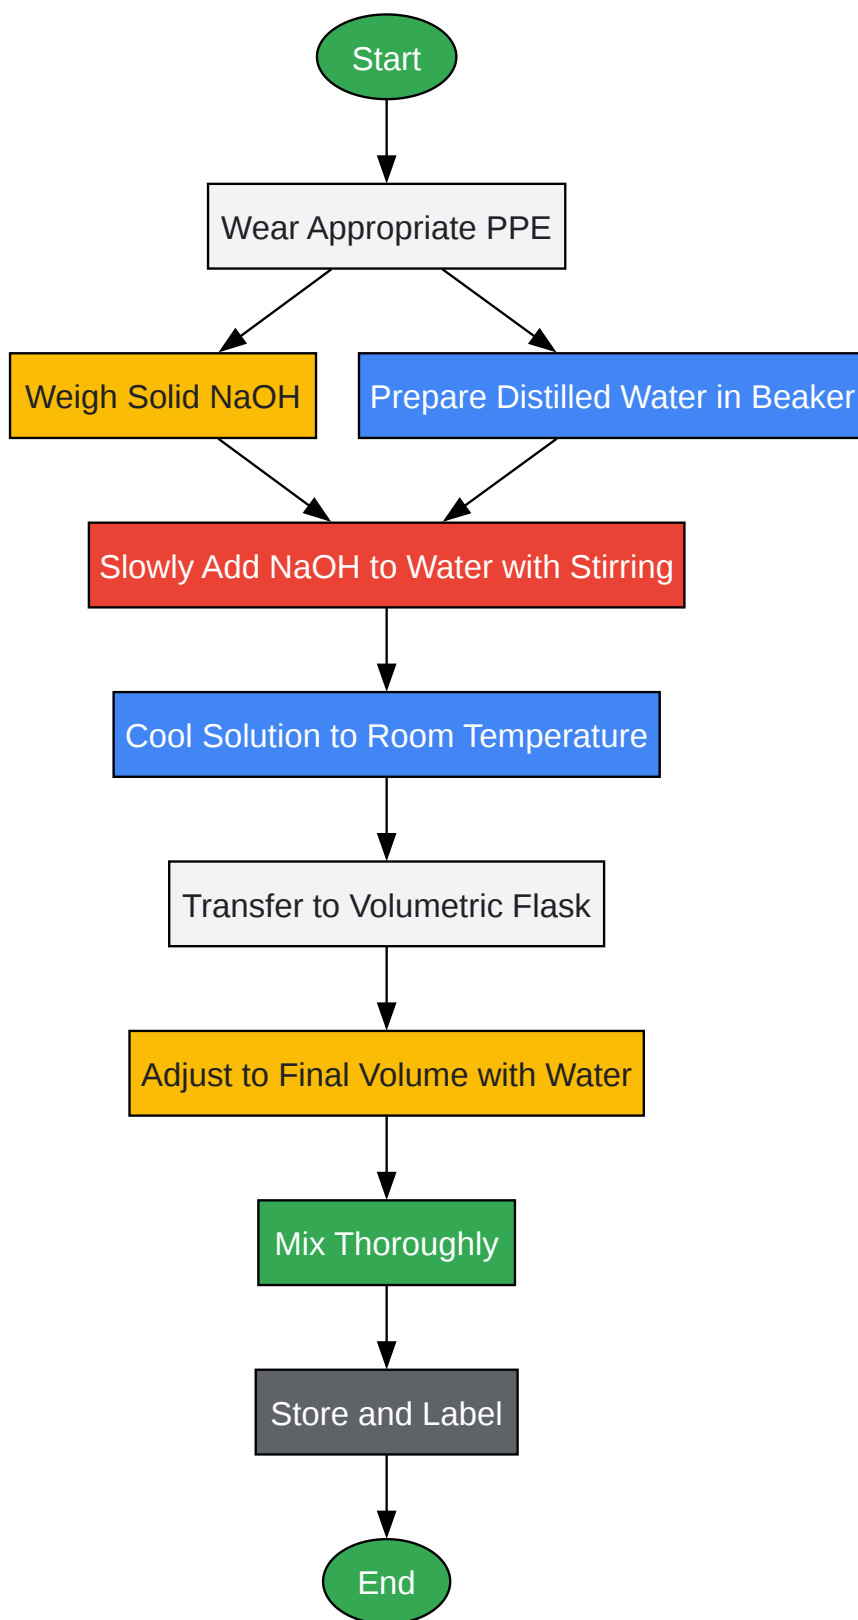 Start
Wear Appropriate PPE
Weigh Solid NaOH
Prepare Distilled Water in Beaker
Slowly Add NaOH to Water with Stirring
Cool Solution to Room Temperature
Transfer to Volumetric Flask
Adjust to Final Volume with Water
Mix Thoroughly
Store and Label
End